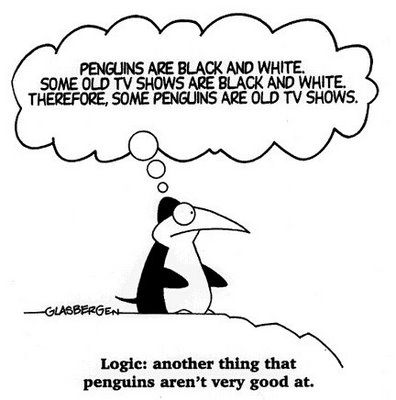 PENGUINS ARE BLACK AND WHITE.
SOME OLD TV SHOWS ARE BLACK AND WHITE.
THEREFORE, SOME PENGUINS ARE OLD TV SHOWS.
GLASBERGEN
Logic: another thing that
penguins aren't very good at.